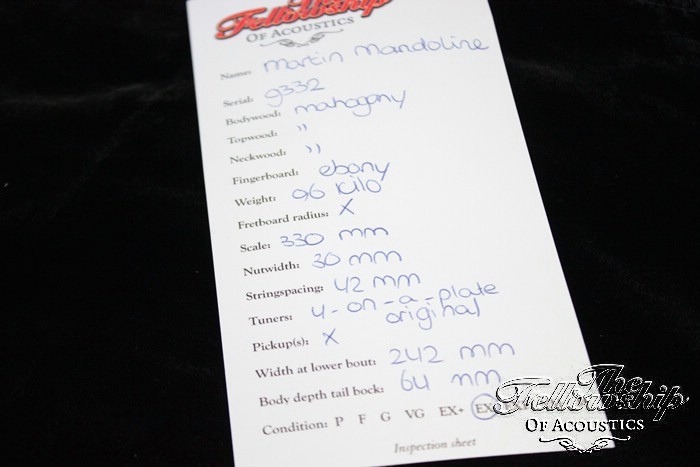 The
Fellowship
OF ACOUSTICS
Name: Martin Mandoline
Serial: 9332
Bodywood: mahogany
Topwood: ''
Neckwood: ''
Fingerboard: ebony
Weight: 0,6 kilo
Fretboard radius: X
Scale: 330 mm
Nutwidth: 30 mm
Stringspacing: 42 mm
Tuners: 4-on-a-plate
original
Pickup(s): X
Width at lower bout: 242 mm
Body depth tail bock: 64 mm
Condition: P F G VG EX+ EX
Inspection sheet
The
Fellowship
OF ACOUSTICS